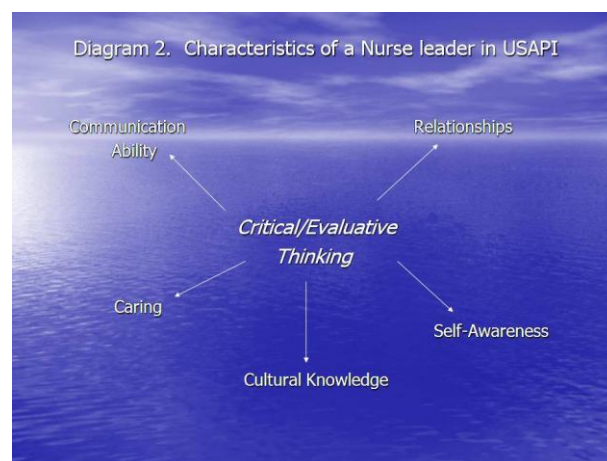 Diagram 2. Characteristics of a Nurse leader in USAPI
Communication
Ability
Relationships
Critical/Evaluative
Thinking
Caring
Self-Awareness
Cultural Knowledge